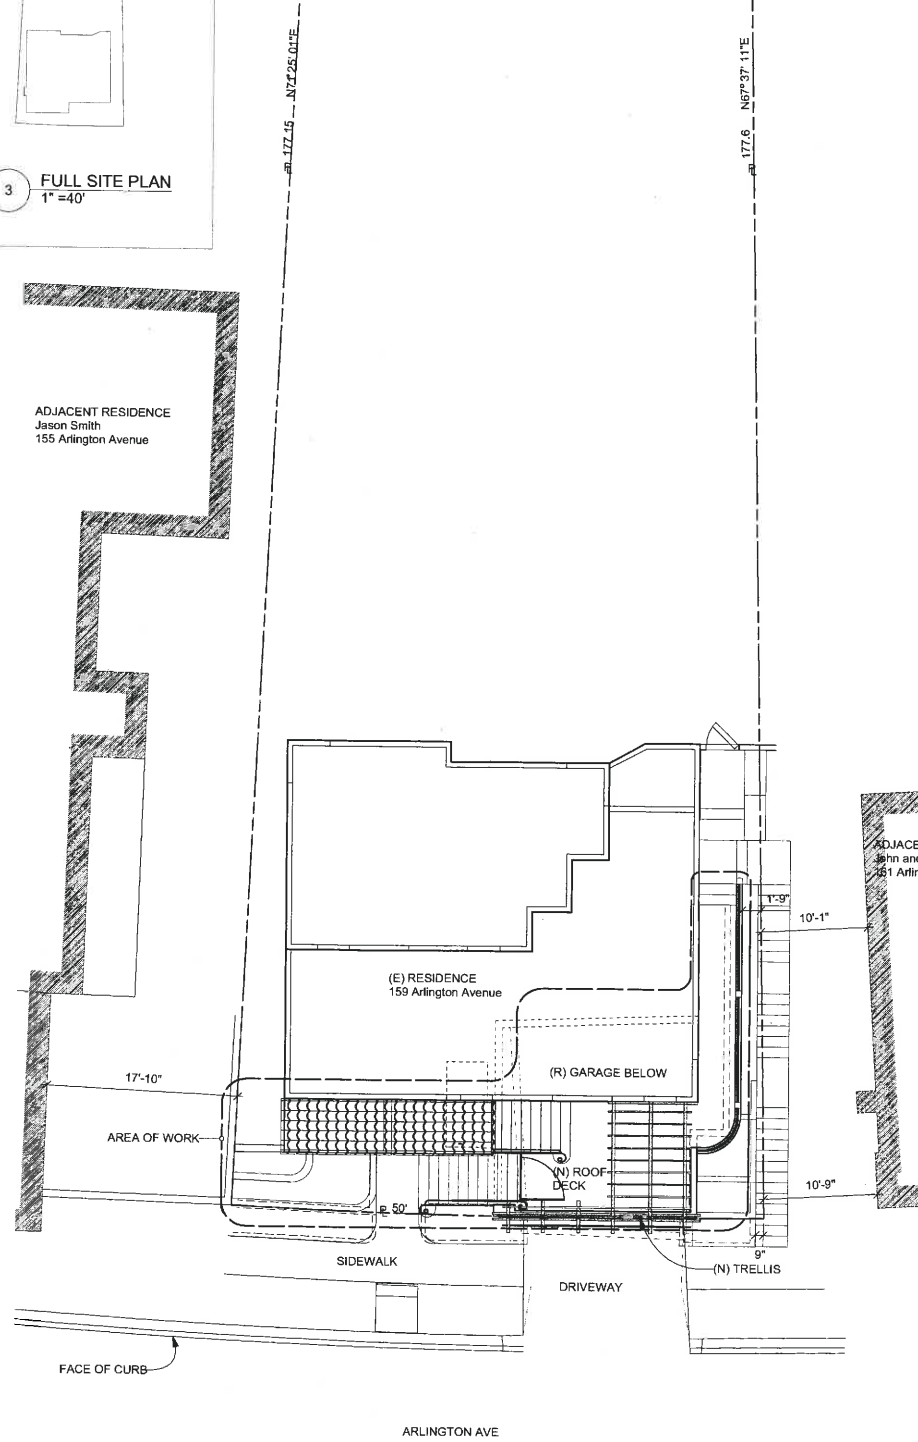 N71°25' 01"E
177.15
N67°37' 11"E
177.6
3
FULL SITE PLAN
1" =40'
ADJACENT RESIDENCE
Jason Smith
155 Arlington Avenue
1'-9"
10'-1"
(E) RESIDENCE
159 Arlington Avenue
(R) GARAGE BELOW
17'-10"
AREA OF WORK
(N) ROOF
DECK
10'-9"
50'
SIDEWALK
9"
(N) TRELLIS
DRIVEWAY
FACE OF CURB
ARLINGTON AVE